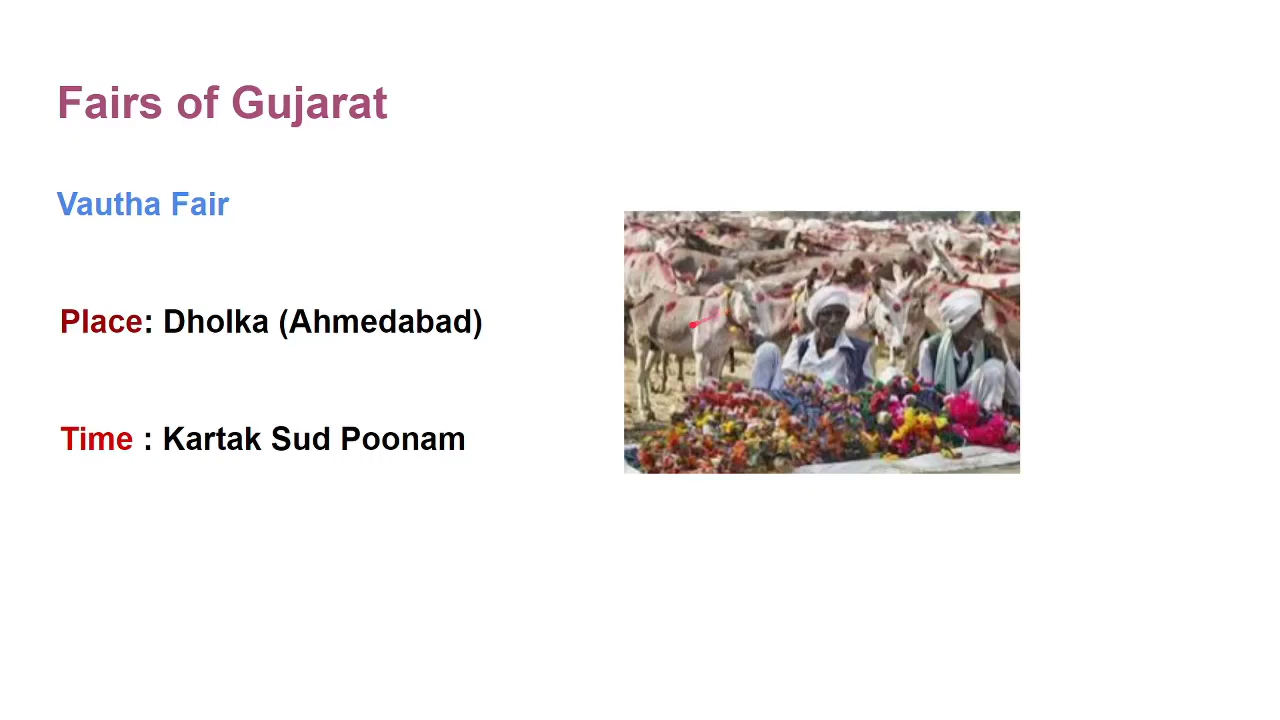 Fairs of Gujarat
Vautha Fair
Place: Dholka (Ahmedabad)
Time : Kartak Sud Poonam